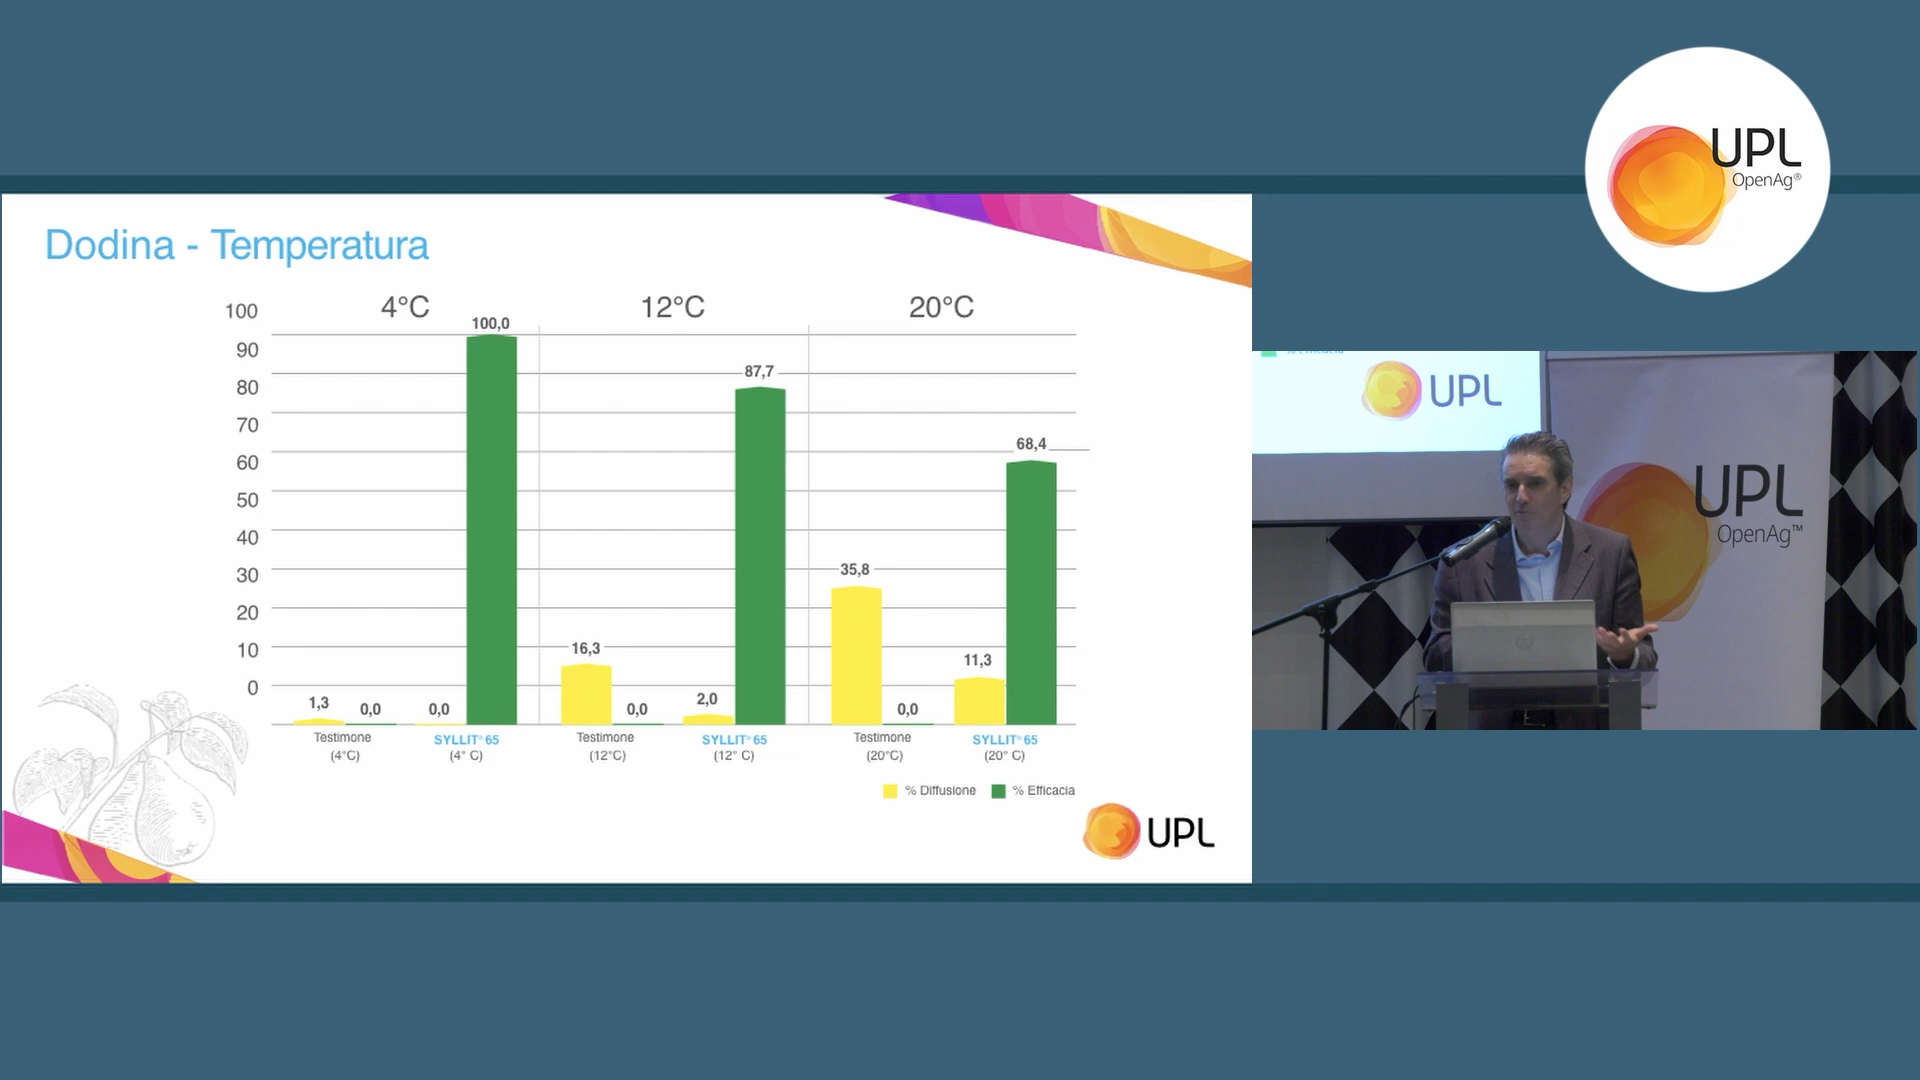 UPL
OpenAg®
Dodina - Temperatura
4°C
12°C
20°C
100
90
80
70
60
50
40
30
20
10
0
1,3
0,0
0,0
100,0
16,3
0,0
2,0
87,7
35,8
0,0
11,3
68,4
Testimone
(4°C)
SYLLIT® 65
(4° C)
Testimone
(12°C)
SYLLIT® 65
(12° C)
Testimone
(20°C)
SYLLIT® 65
(20° C)
% Diffusione
% Efficacia
UPL
UPL
UPL
OpenAg™